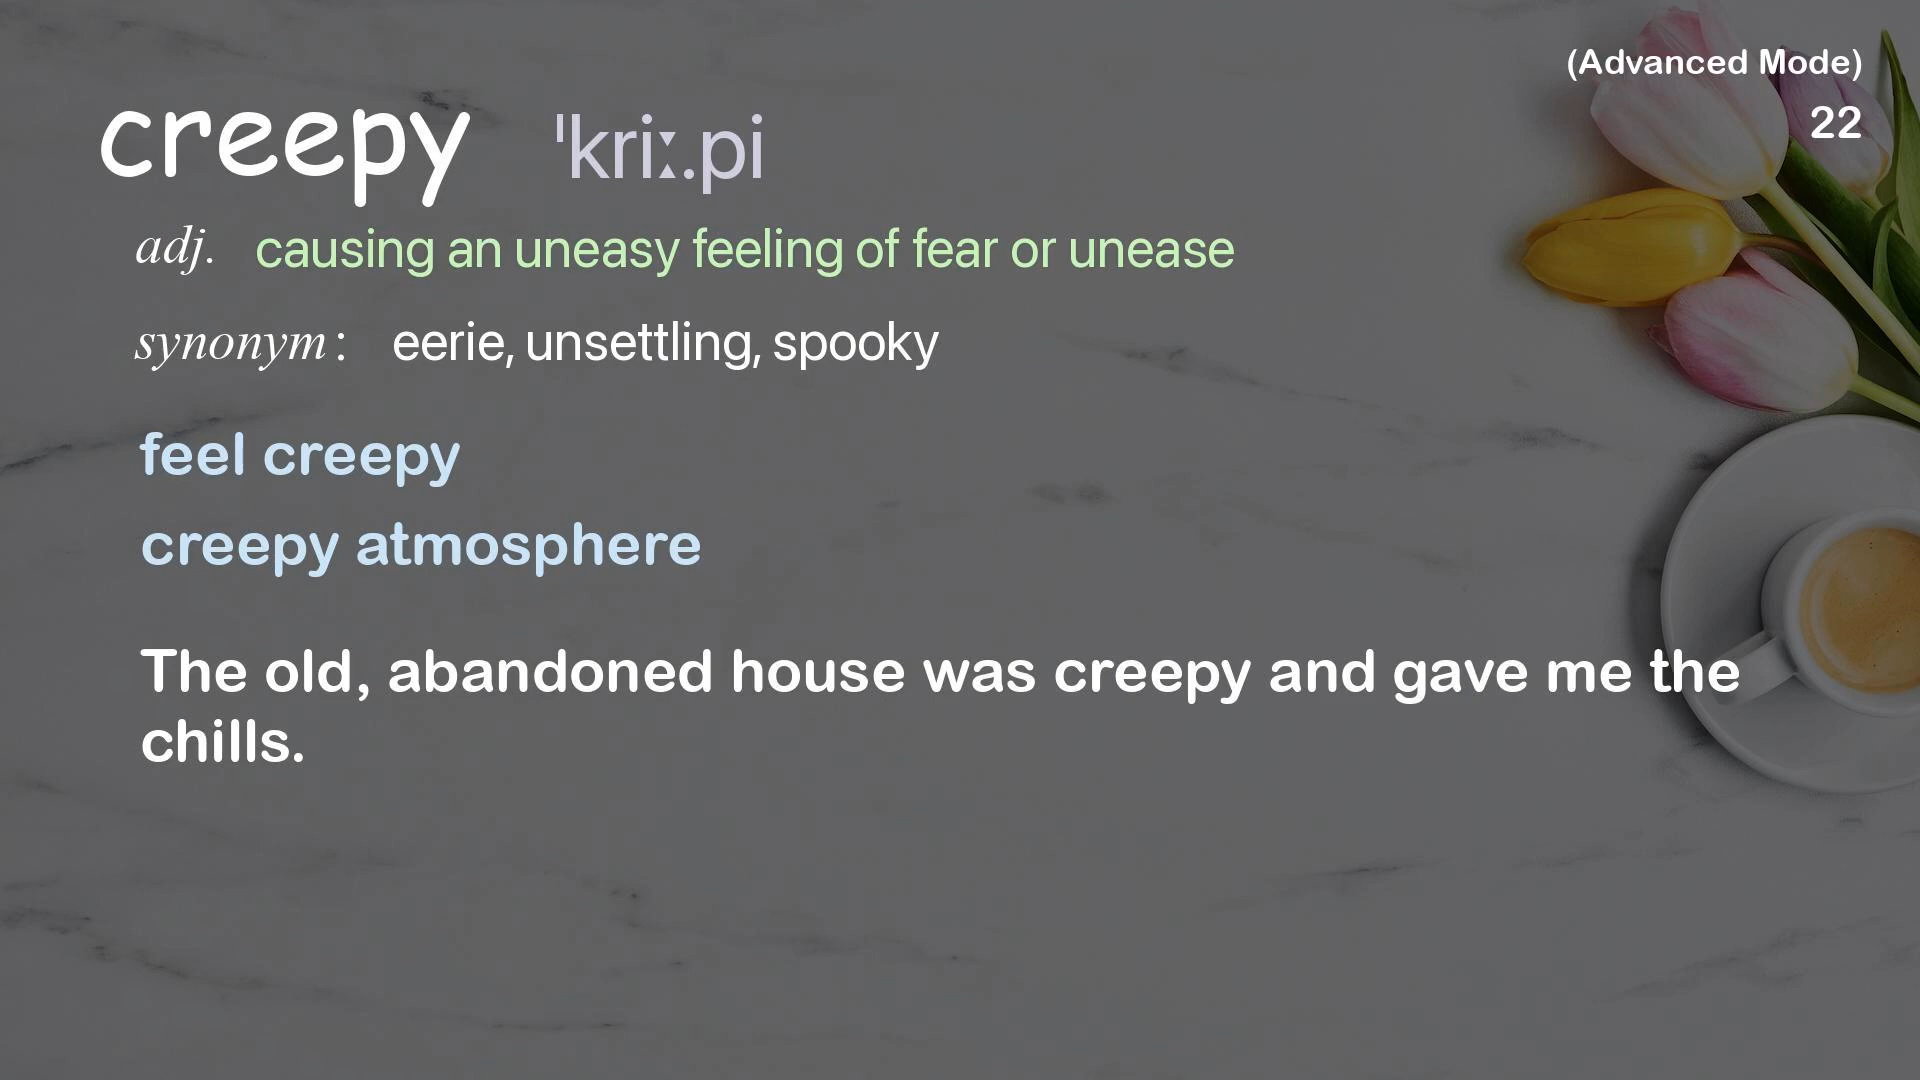 (Advanced Mode)
22
creepy ˈkriː.pi
adj. causing an uneasy feeling of fear or unease
synonym: eerie, unsettling, spooky
feel creepy
creepy atmosphere
The old, abandoned house was creepy and gave me the
chills.